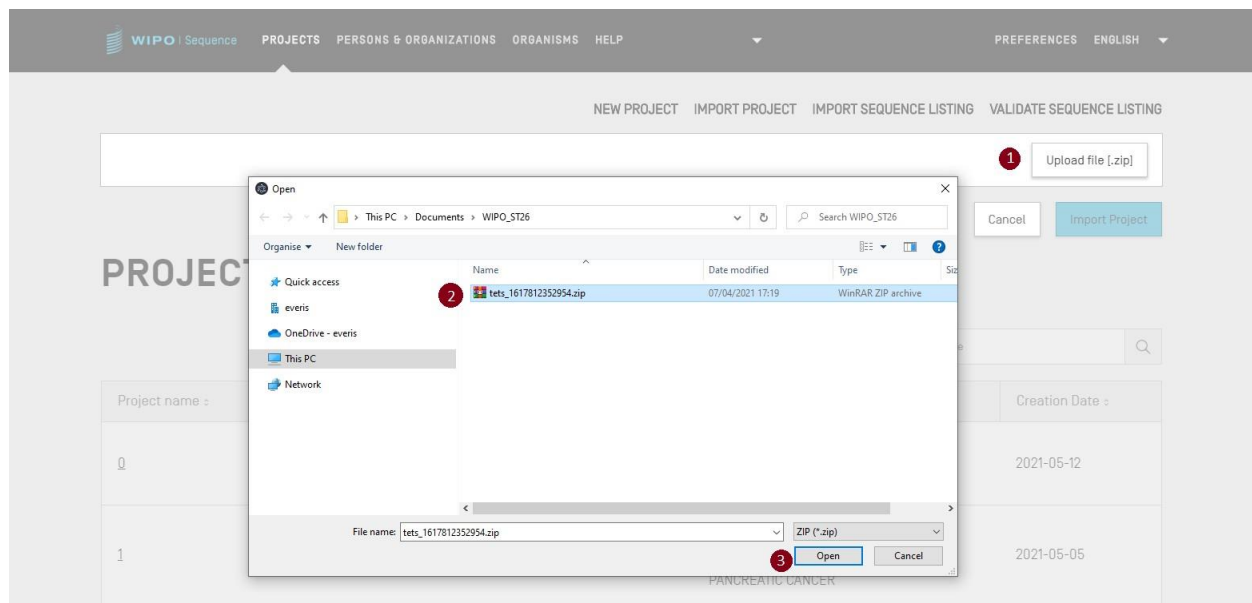 WIPO | Sequence PROJECTS PERSONS & ORGANIZATIONS ORGANISMS HELP PREFERENCES ENGLISH
NEW PROJECT IMPORT PROJECT IMPORT SEQUENCE LISTING VALIDATE SEQUENCE LISTING
1 Upload file [.zip]
Open
This PC > Documents > WIPO_ST26 Search WIPO_ST26
Cancel Import Project
Organise New folder
PROJEC
Name Date modified Type Siz
Quick access
2 tets_1617812352954.zip 07/04/2021 17:19 WinRAR ZIP archive
everis
OneDrive - everis
This PC
Network
Project name Creation Date
0 2021-05-12
File name: tets_1617812352954.zip ZIP (*.zip)
3 Open Cancel
1 2021-05-05
PANCREATIC CANCER